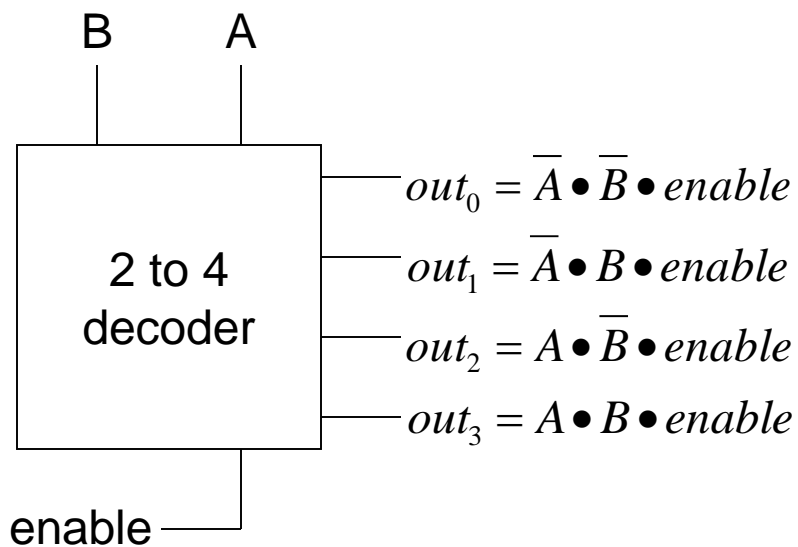 B A
out₀ = A̅ • B̅ • enable
out₁ = A̅ • B • enable
2 to 4
decoder
out₂ = A • B̅ • enable
out₃ = A • B • enable
enable